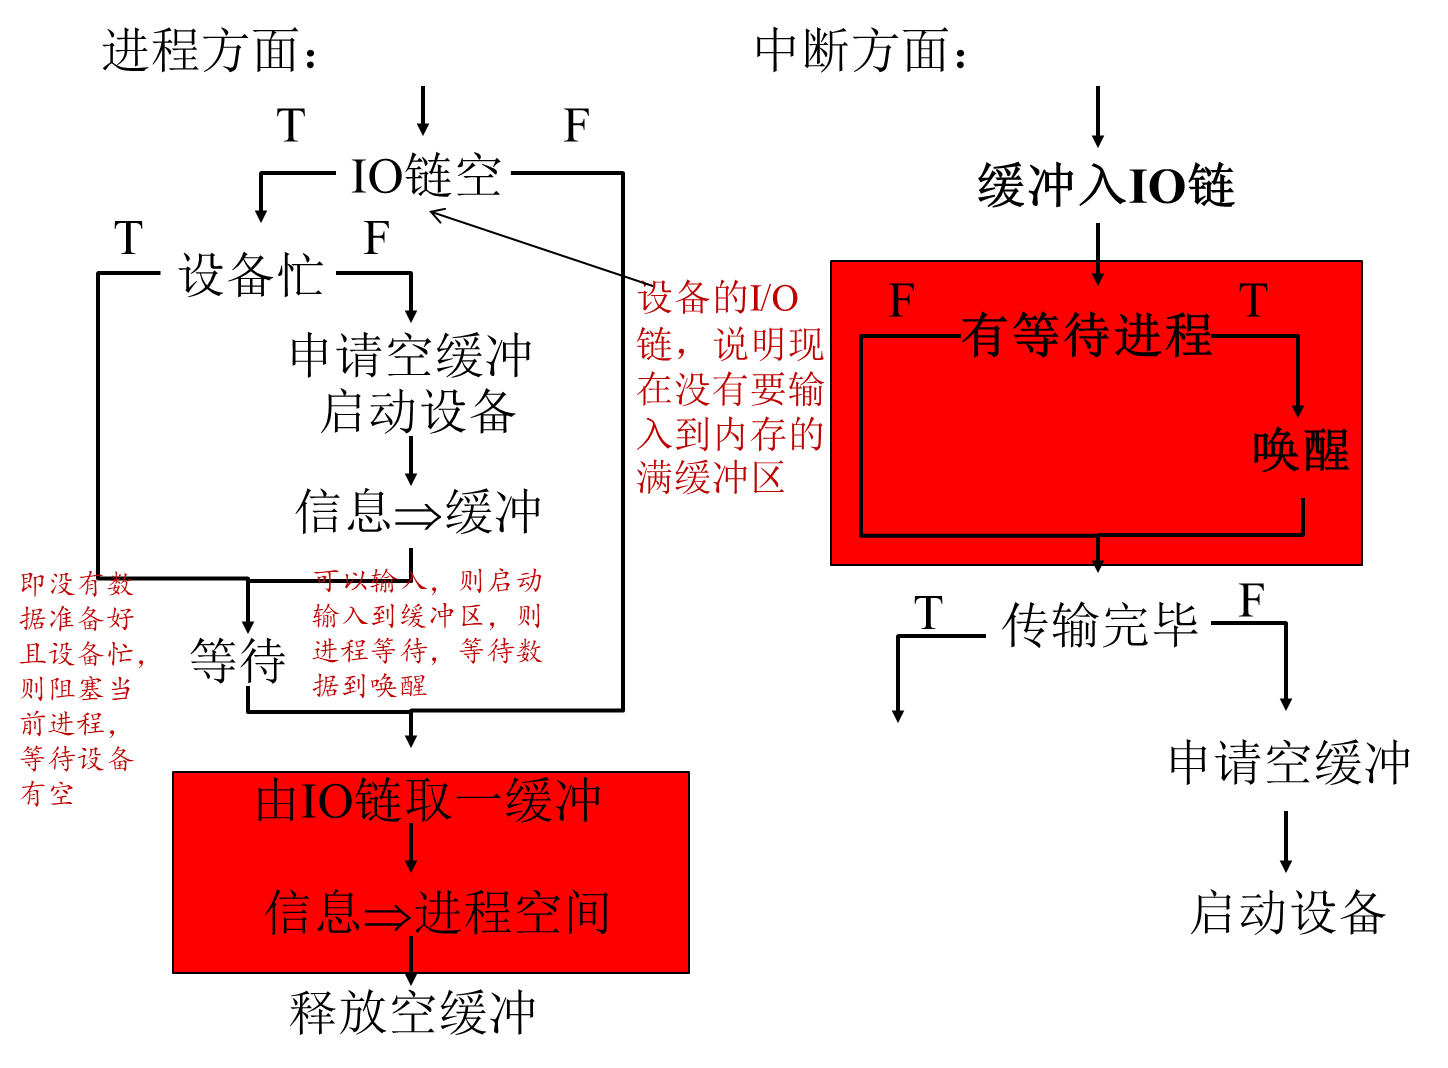 进程方面：
T
F
IO链空
T
F
设备忙
申请空缓冲
启动设备
信息⇒缓冲
等待
由IO链取一缓冲
信息⇒进程空间
释放空缓冲
设备的I/O
链，说明现
在没有要输
入到内存的
满缓冲区
即没有数
据准备好
且设备忙，
则阻塞当
前进程，
等待设备
有空
可以输入，则启动
输入到缓冲区，则
进程等待，等待数
据到唤醒
中断方面：
缓冲入IO链
F
T
有等待进程
唤醒
T
F
传输完毕
申请空缓冲
启动设备